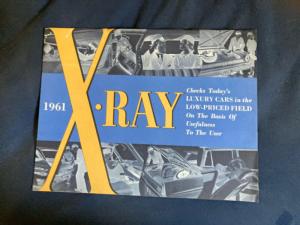 1961
X-RAY
Checks Today's
LUXURY CARS in the
LOW-PRICED FIELD
On The Basis Of
Usefulness
To The User